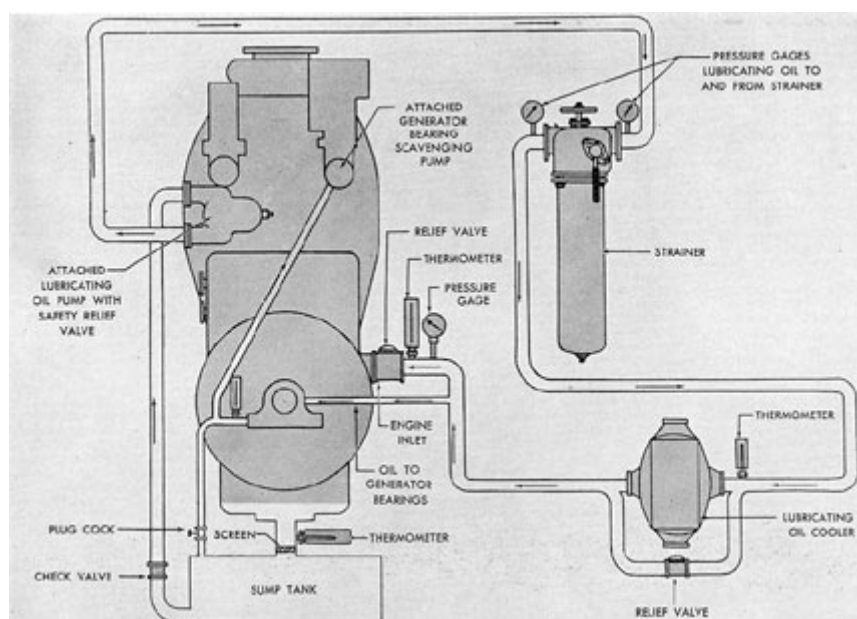 PRESSURE GAGES
LUBRICATING OIL TO
AND FROM STRAINER
ATTACHED
GENERATOR
BEARING
SCAVENGING
PUMP
RELIEF VALVE
THERMOMETER
PRESSURE
GAGE
STRAINER
ATTACHED
LUBRICATING
OIL PUMP WITH
SAFETY RELIEF
VALVE
ENGINE
INLET
THERMOMETER
OIL TO
GENERATOR
BEARINGS
PLUG COCK
SCREEN
THERMOMETER
LUBRICATING
OIL COOLER
CHECK VALVE
SUMP TANK
RELIEF VALVE